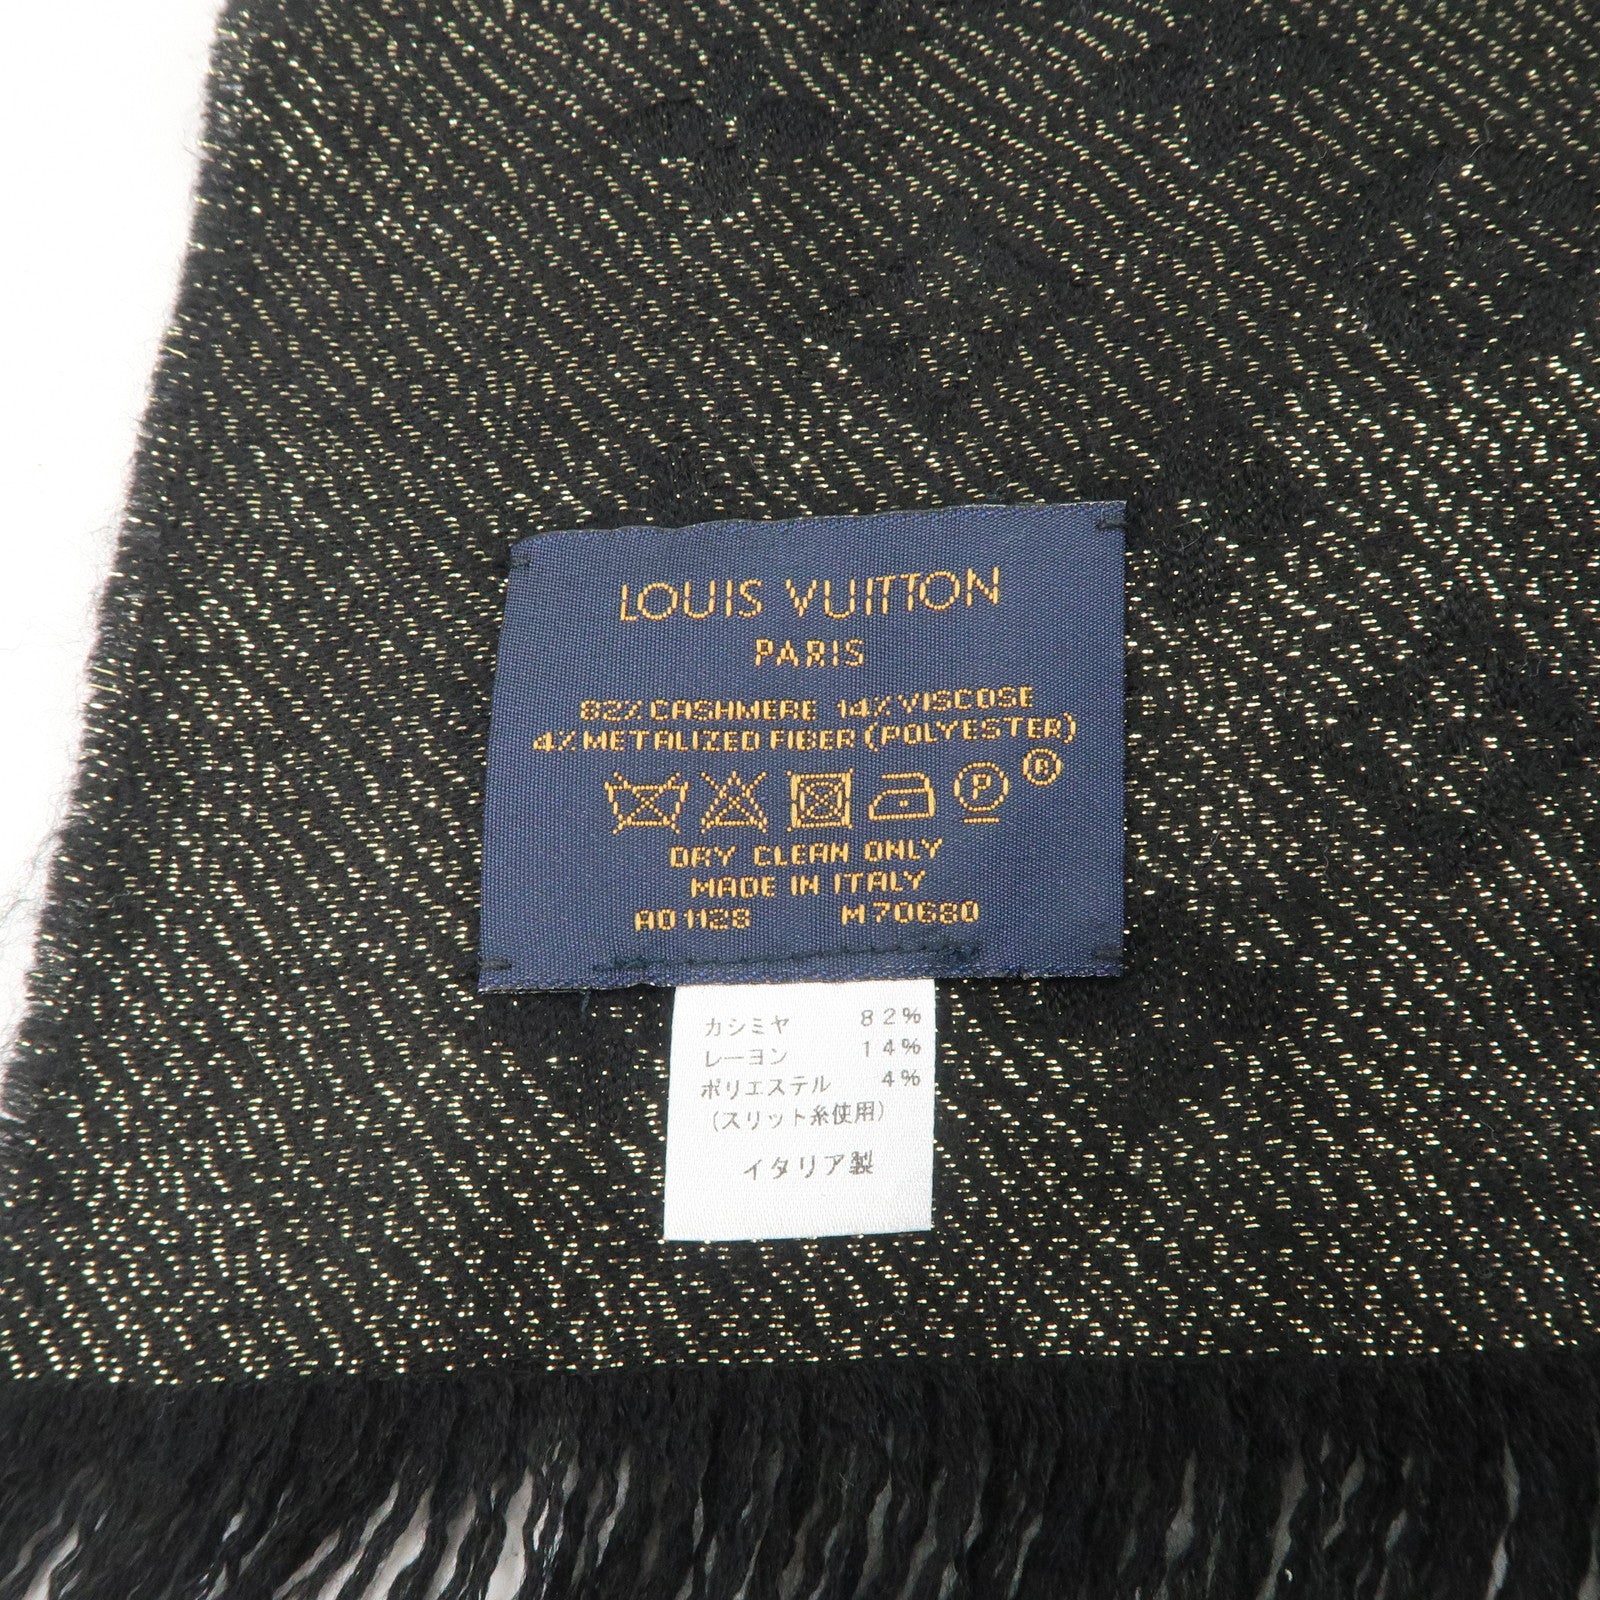 LOUIS VUITTON
PARIS
82% CASHMERE 14% VISCOSE
4% METALIZED FIBER (POLYESTER)
P ®
DRY CLEAN ONLY
MADE IN ITALY
AO1128 M70680
カシミヤ 82%
レーヨン 14%
ポリエステル 4%
(スリット糸使用)
イタリア製